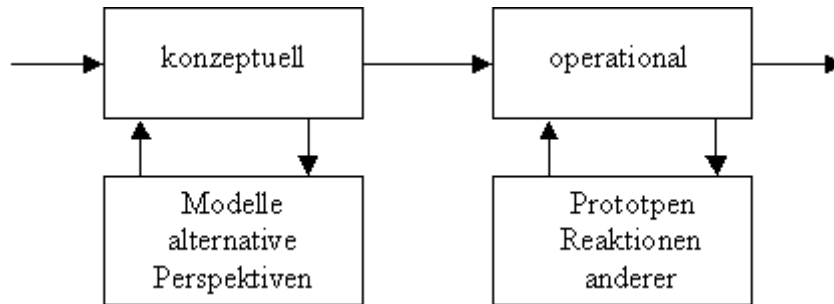 konzeptuell
operational
Modelle
alternative
Perspektiven
Prototpen
Reaktionen
anderer